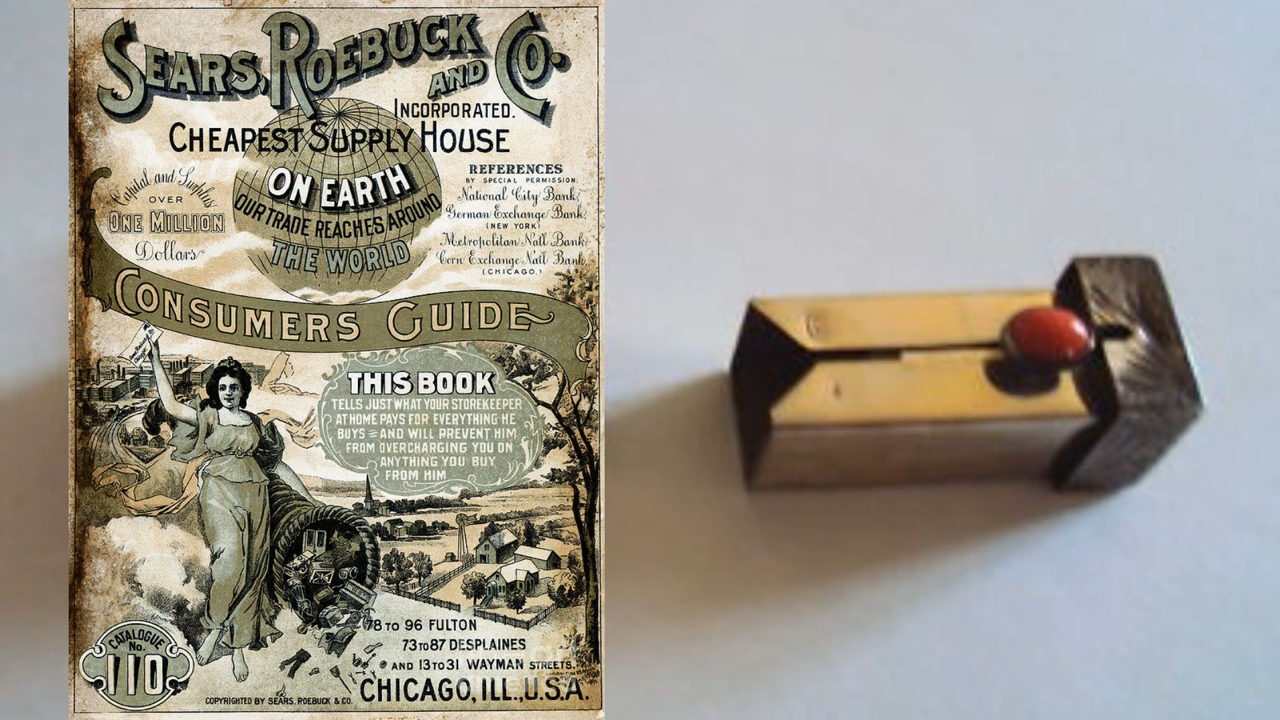 SEARS, ROEBUCK AND CO.
INCORPORATED.
CHEAPEST SUPPLY HOUSE
ON EARTH
OUR TRADE REACHES AROUND
THE WORLD
Capital and Surplus
OVER
ONE MILLION
Dollars
REFERENCES
BY SPECIAL PERMISSION:
National City Bank,
German Exchange Bank,
(NEW YORK)
Metropolitan Nat'l Bank
Corn Exchange Nat'l Bank
(CHICAGO.)
CONSUMERS GUIDE
THIS BOOK
TELLS JUST WHAT YOUR STOREKEEPER
AT HOME PAYS FOR EVERYTHING HE
BUYS = AND WILL PREVENT HIM
FROM OVERCHARGING YOU ON
ANYTHING YOU BUY
FROM HIM
78 TO 96 FULTON
73 TO 87 DESPLAINES
AND 13 TO 31 WAYMAN STREETS,
CHICAGO, ILL., U.S.A.
CATALOGUE
No.
110
COPYRIGHTED BY SEARS, ROEBUCK & CO.